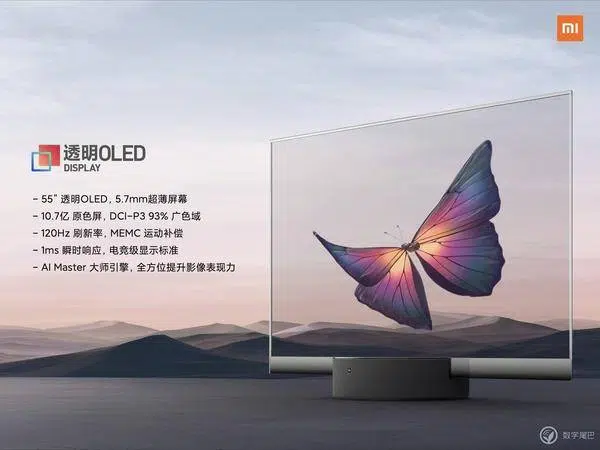 mi
透明OLED
DISPLAY
- 55" 透明OLED, 5.7mm超薄屏幕
- 10.7亿 原色屏, DCI-P3 93% 广色域
- 120Hz 刷新率, MEMC 运动补偿
- 1ms 瞬时响应, 电竞级显示标准
- AI Master 大师引擎, 全方位提升影像表现力
数字尾巴